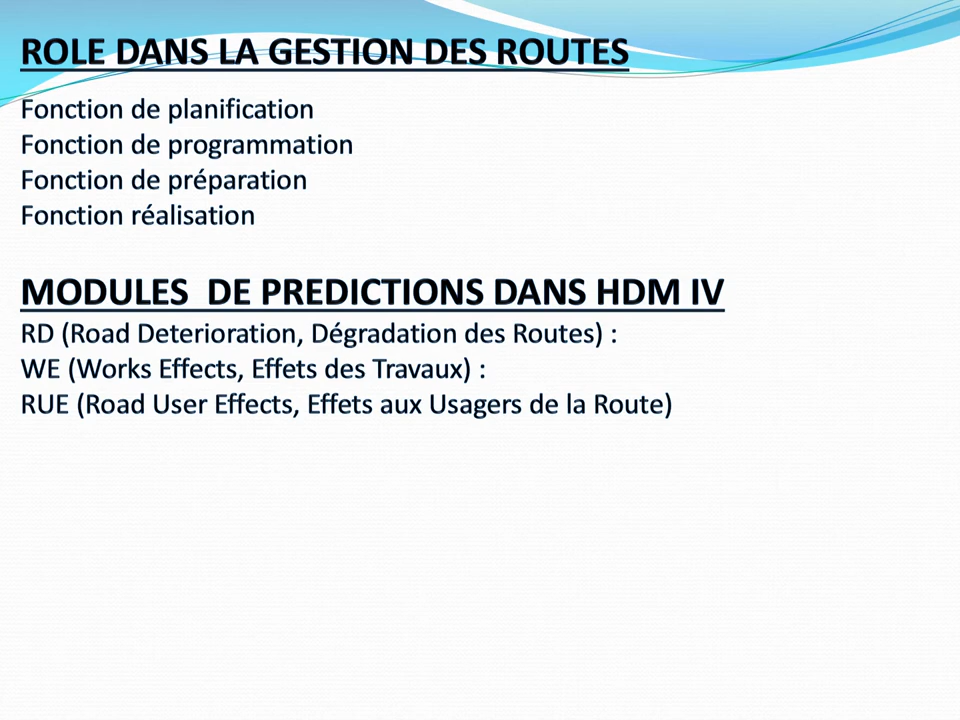 ROLE DANS LA GESTION DES ROUTES
Fonction de planification
Fonction de programmation
Fonction de préparation
Fonction réalisation
MODULES  DE PREDICTIONS DANS HDM IV
RD (Road Deterioration, Dégradation des Routes) :
WE (Works Effects, Effets des Travaux) :
RUE (Road User Effects, Effets aux Usagers de la Route)